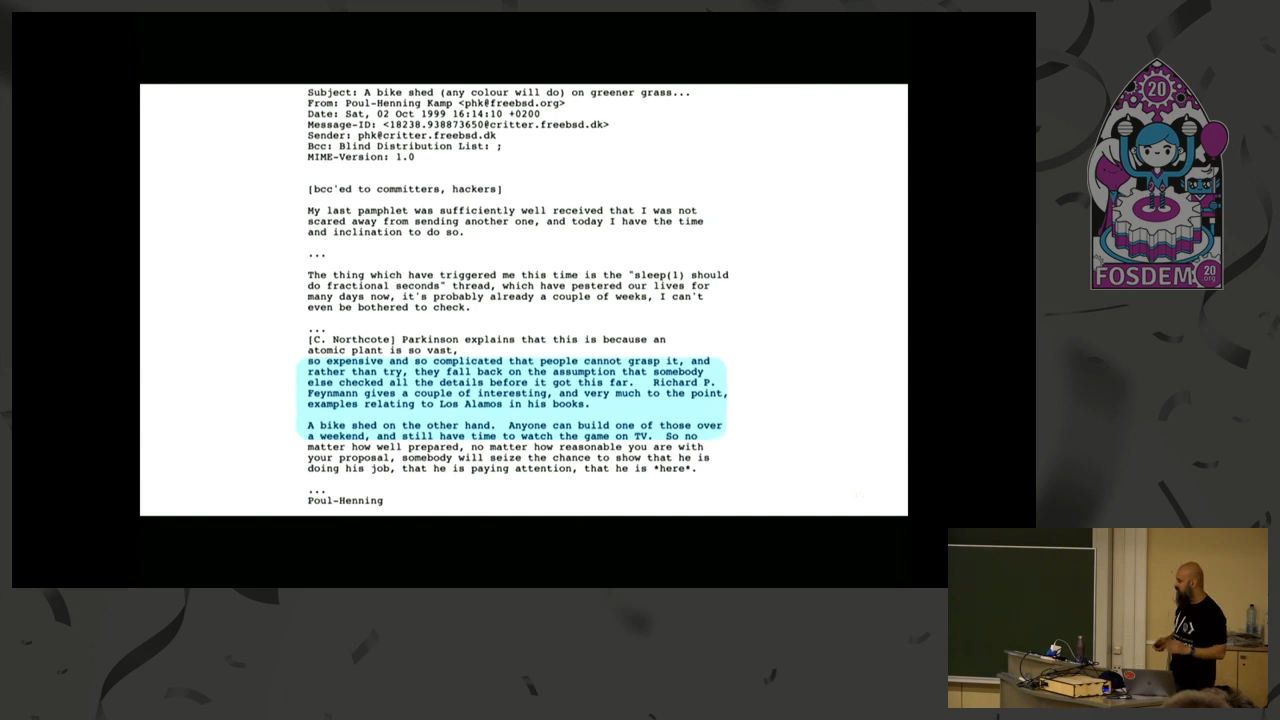 Subject: A bike shed (any colour will do) on greener grass...
From: Poul-Henning Kamp <phk@freebsd.org>
Date: Sat, 02 Oct 1999 16:14:10 +0200
Message-ID: <18238.938873650@critter.freebsd.dk>
Sender: phk@critter.freebsd.dk
Bcc: Blind Distribution List: ;
MIME-Version: 1.0
[bcc'ed to committers, hackers]
My last pamphlet was sufficiently well received that I was not
scared away from sending another one, and today I have the time
and inclination to do so.
...
The thing which have triggered me this time is the "sleep(1) should
do fractional seconds" thread, which have pestered our lives for
many days now, it's probably already a couple of weeks, I can't
even be bothered to check.
...
[C. Northcote] Parkinson explains that this is because an
atomic plant is so vast,
so expensive and so complicated that people cannot grasp it, and
rather than try, they fall back on the assumption that somebody
else checked all the details before it got this far.   Richard P.
Feynmann gives a couple of interesting, and very much to the point,
examples relating to Los Alamos in his books.
A bike shed on the other hand.  Anyone can build one of those over
a weekend, and still have time to watch the game on TV.  So no
matter how well prepared, no matter how reasonable you are with
your proposal, somebody will seize the chance to show that he is
doing his job, that he is paying attention, that he is *here*.
...
Poul-Henning
20
FOSDEM
20
org